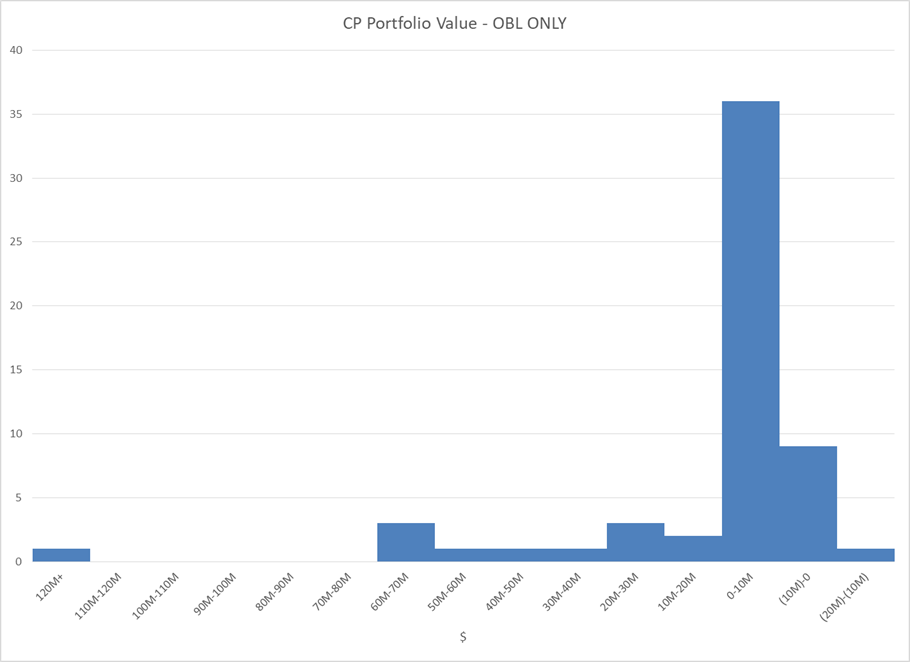 CP Portfolio Value - OBL ONLY
40
35
30
25
20
15
10
5
0
120M+
110M-120M
100M-110M
90M-100M
80M-90M
70M-80M
60M-70M
50M-60M
40M-50M
30M-40M
20M-30M
10M-20M
0-10M
(10M)-0
(20M)-(10M)
$